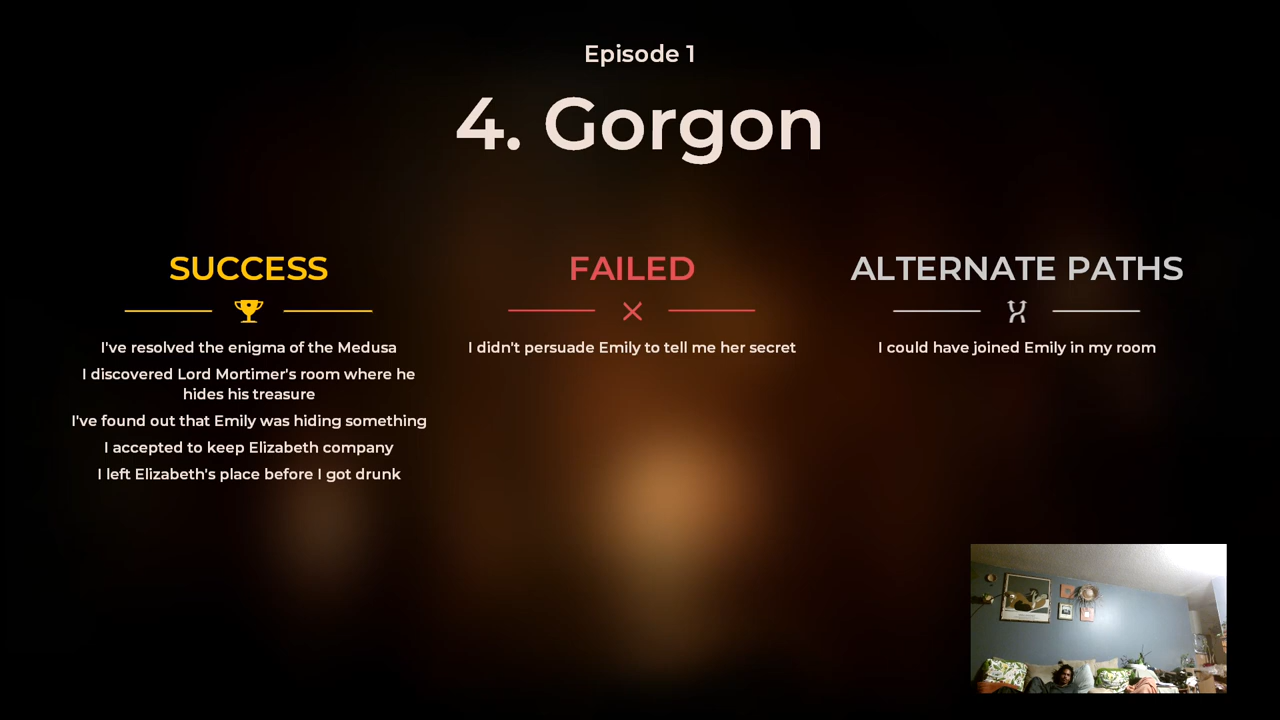 Episode 1
4. Gorgon
SUCCESS
I've resolved the enigma of the Medusa
I discovered Lord Mortimer's room where he
hides his treasure
I've found out that Emily was hiding something
I accepted to keep Elizabeth company
I left Elizabeth's place before I got drunk
FAILED
I didn't persuade Emily to tell me her secret
ALTERNATE PATHS
I could have joined Emily in my room